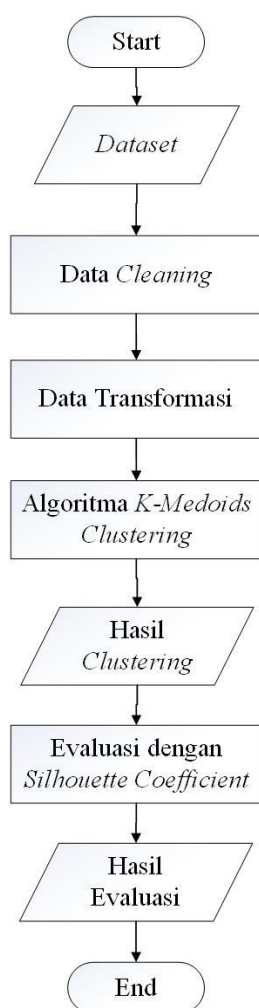 Start
Dataset
Data Cleaning
Data Transformasi
Algoritma K-Medoids
Clustering
Hasil
Clustering
Evaluasi dengan
Silhouette Coefficient
Hasil
Evaluasi
End